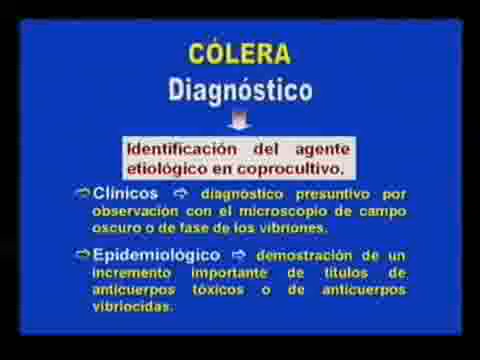 CÓLERA
Diagnóstico
Identificación del agente
etiológico en coprocultivo.
Clínicos ⇨ diagnóstico presuntivo por
observación con el microscopio de campo
oscuro o de fase de los vibriones.
Epidemiológico ⇨ demostración de un
incremento importante de títulos de
anticuerpos tóxicos o de anticuerpos
vibriocidas.